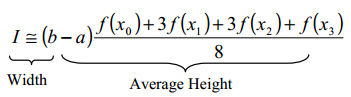 I ≅ (b − a) f(x₀) + 3f(x₁) + 3f(x₂) + f(x₃) / 8
Width Average Height